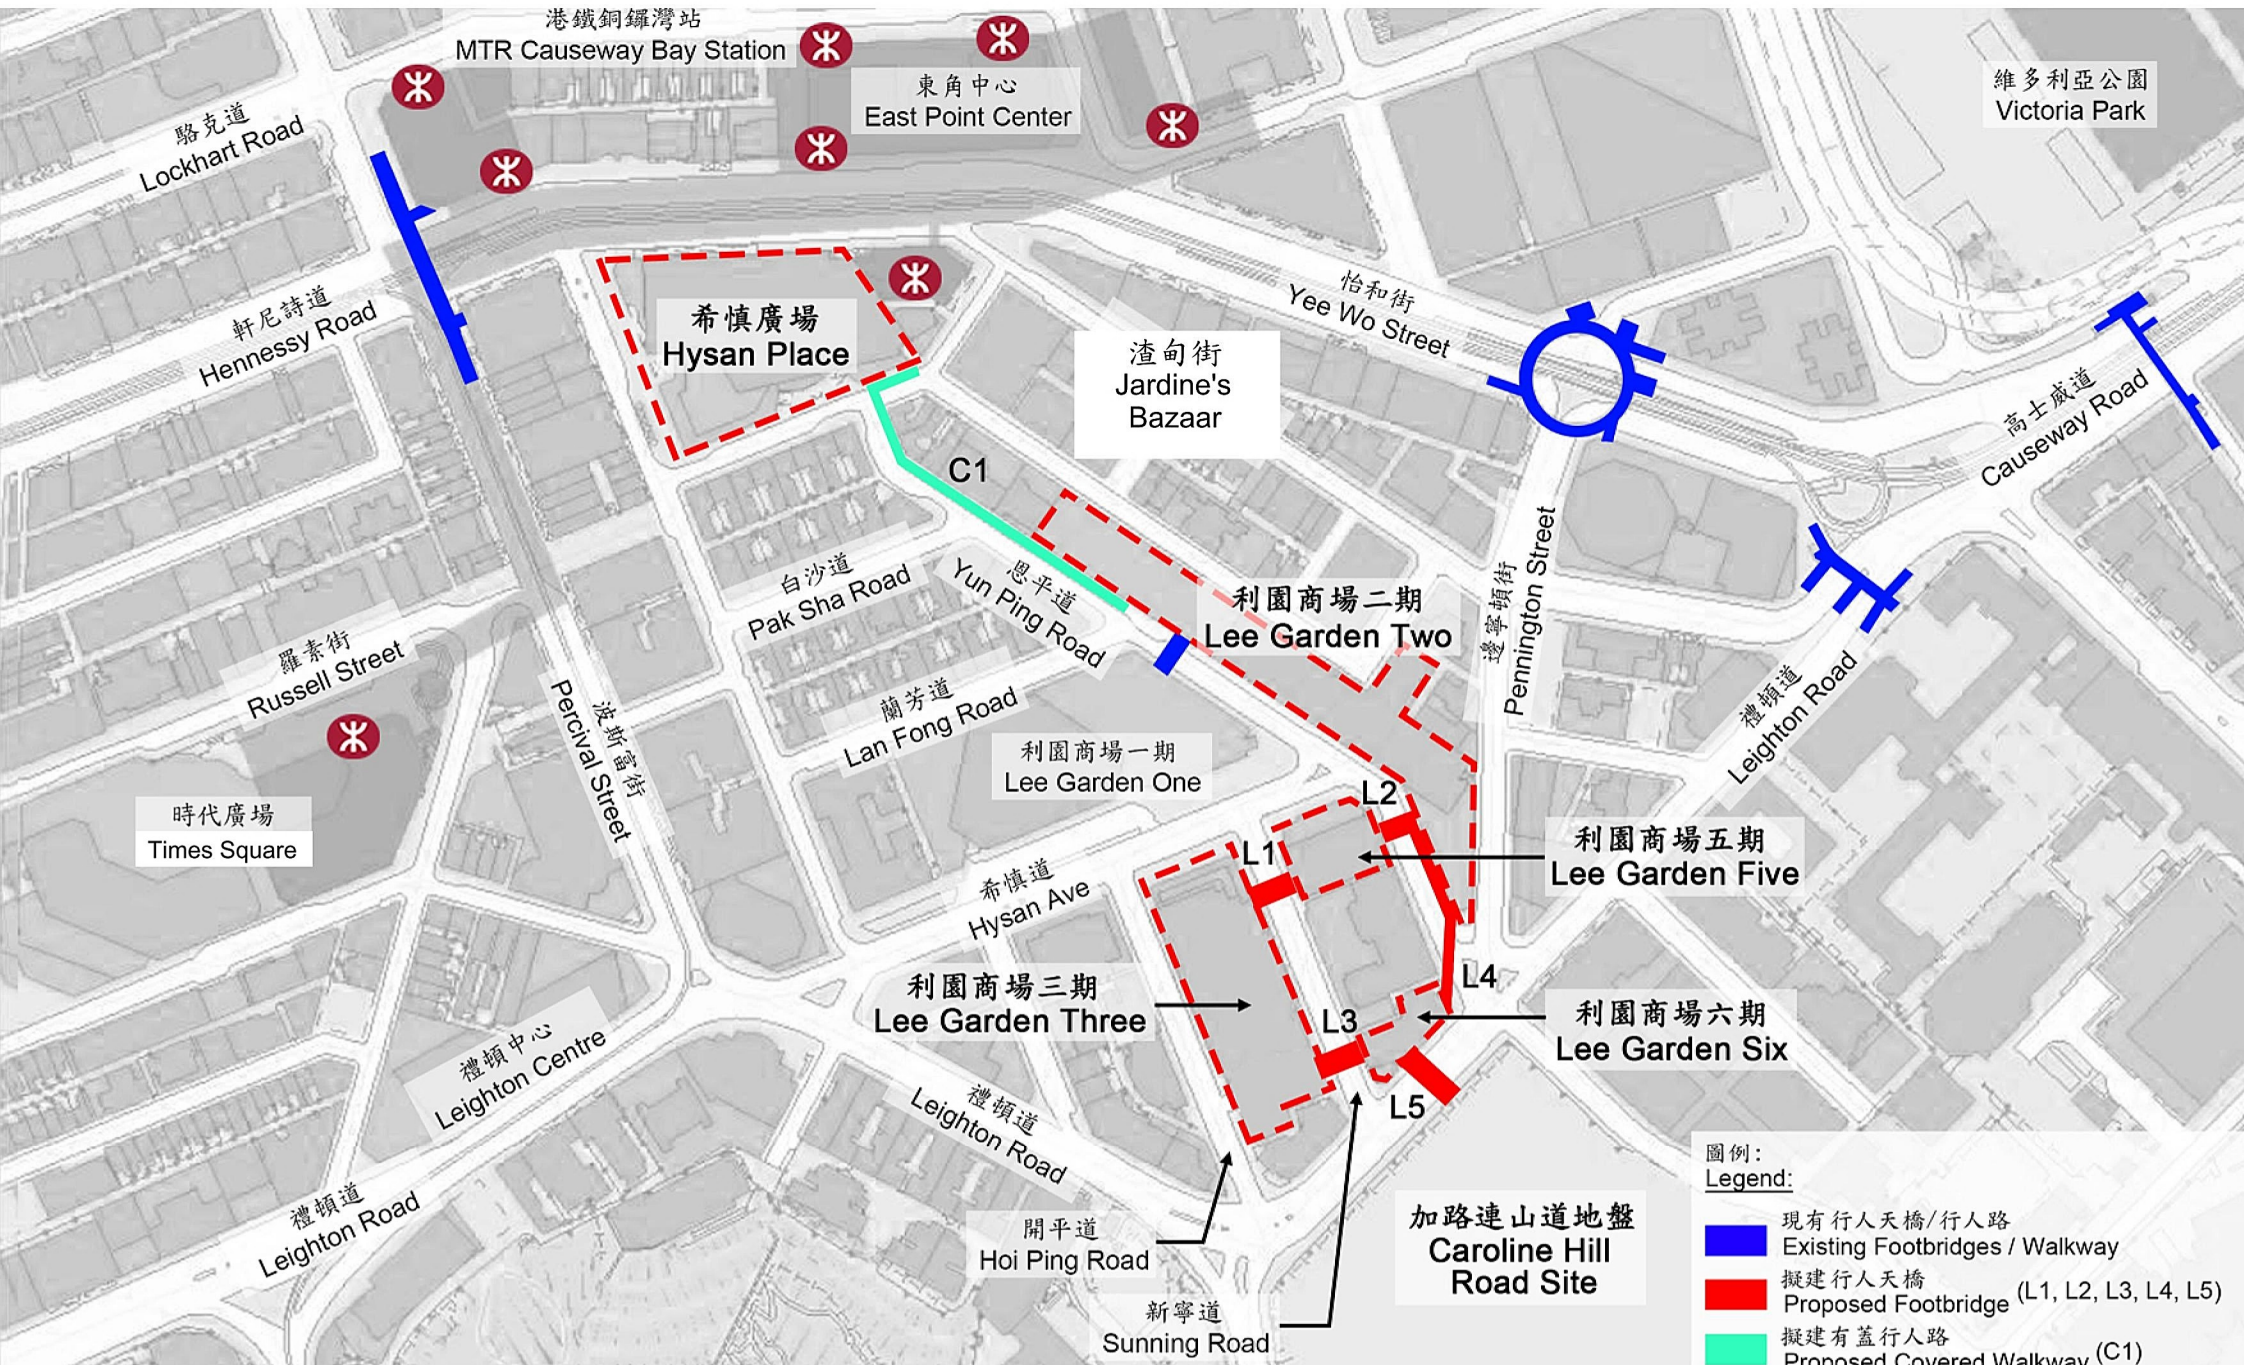 港鐵銅鑼灣站
MTR Causeway Bay Station
東角中心
East Point Center
維多利亞公園
Victoria Park
駱克道
Lockhart Road
軒尼詩道
Hennessy Road
希慎廣場
Hysan Place
怡和街
Yee Wo Street
渣甸街
Jardine's
Bazaar
高士威道
Causeway Road
C1
白沙道
Pak Sha Road
恩平道
Yun Ping Road
利園商場二期
Lee Garden Two
邊寧頓街
Pennington Street
羅素街
Russell Street
波斯富街
Percival Street
蘭芳道
Lan Fong Road
利園商場一期
Lee Garden One
禮頓道
Leighton Road
時代廣場
Times Square
L2
L1
利園商場五期
Lee Garden Five
希慎道
Hysan Ave
利園商場三期
Lee Garden Three
L4
L3
利園商場六期
Lee Garden Six
L5
禮頓中心
Leighton Centre
禮頓道
Leighton Road
禮頓道
Leighton Road
開平道
Hoi Ping Road
新寧道
Sunning Road
加路連山道地盤
Caroline Hill
Road Site
圖例:
Legend:
現有行人天橋/行人路
Existing Footbridges / Walkway
擬建行人天橋
Proposed Footbridge (L1, L2, L3, L4, L5)
擬建有蓋行人路
Proposed Covered Walkway (C1)